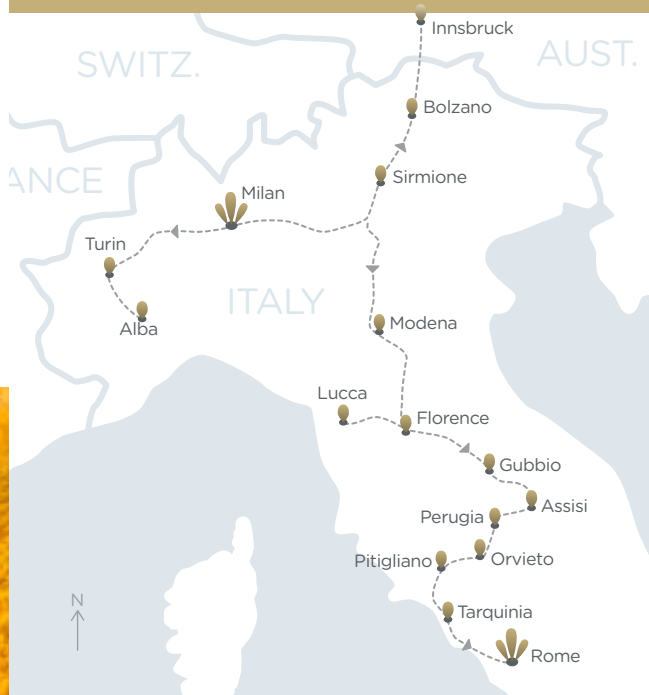 Innsbruck
SWITZ.
AUST.
Bolzano
ANCE
Sirmione
Milan
Turin
ITALY
Alba
Modena
Lucca
Florence
Gubbio
Assisi
Perugia
Pitigliano
Orvieto
N
Tarquinia
Rome